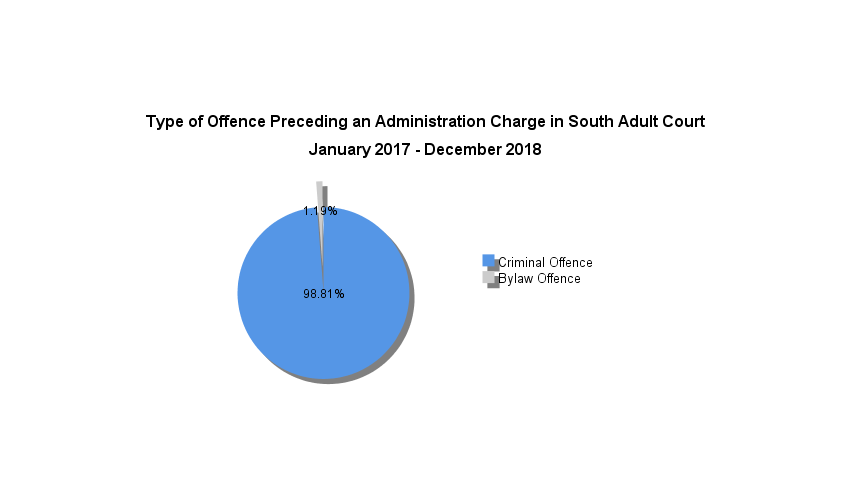 Type of Offence Preceding an Administration Charge in South Adult Court
January 2017 - December 2018
1.19%
98.81%
Criminal Offence
Bylaw Offence